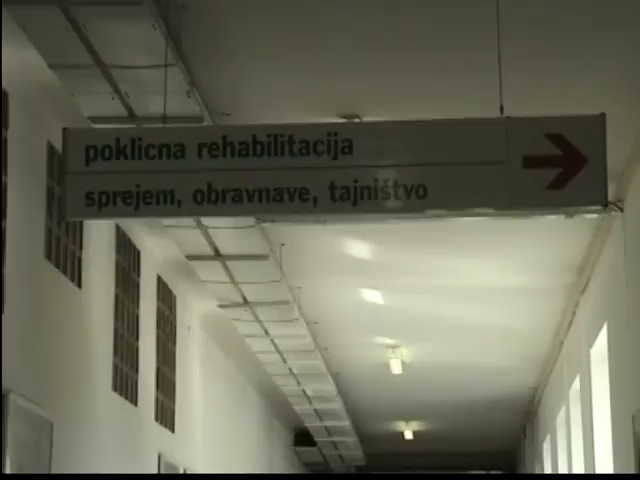 poklicna rehabilitacija
sprejem, obravnave, tajništvo